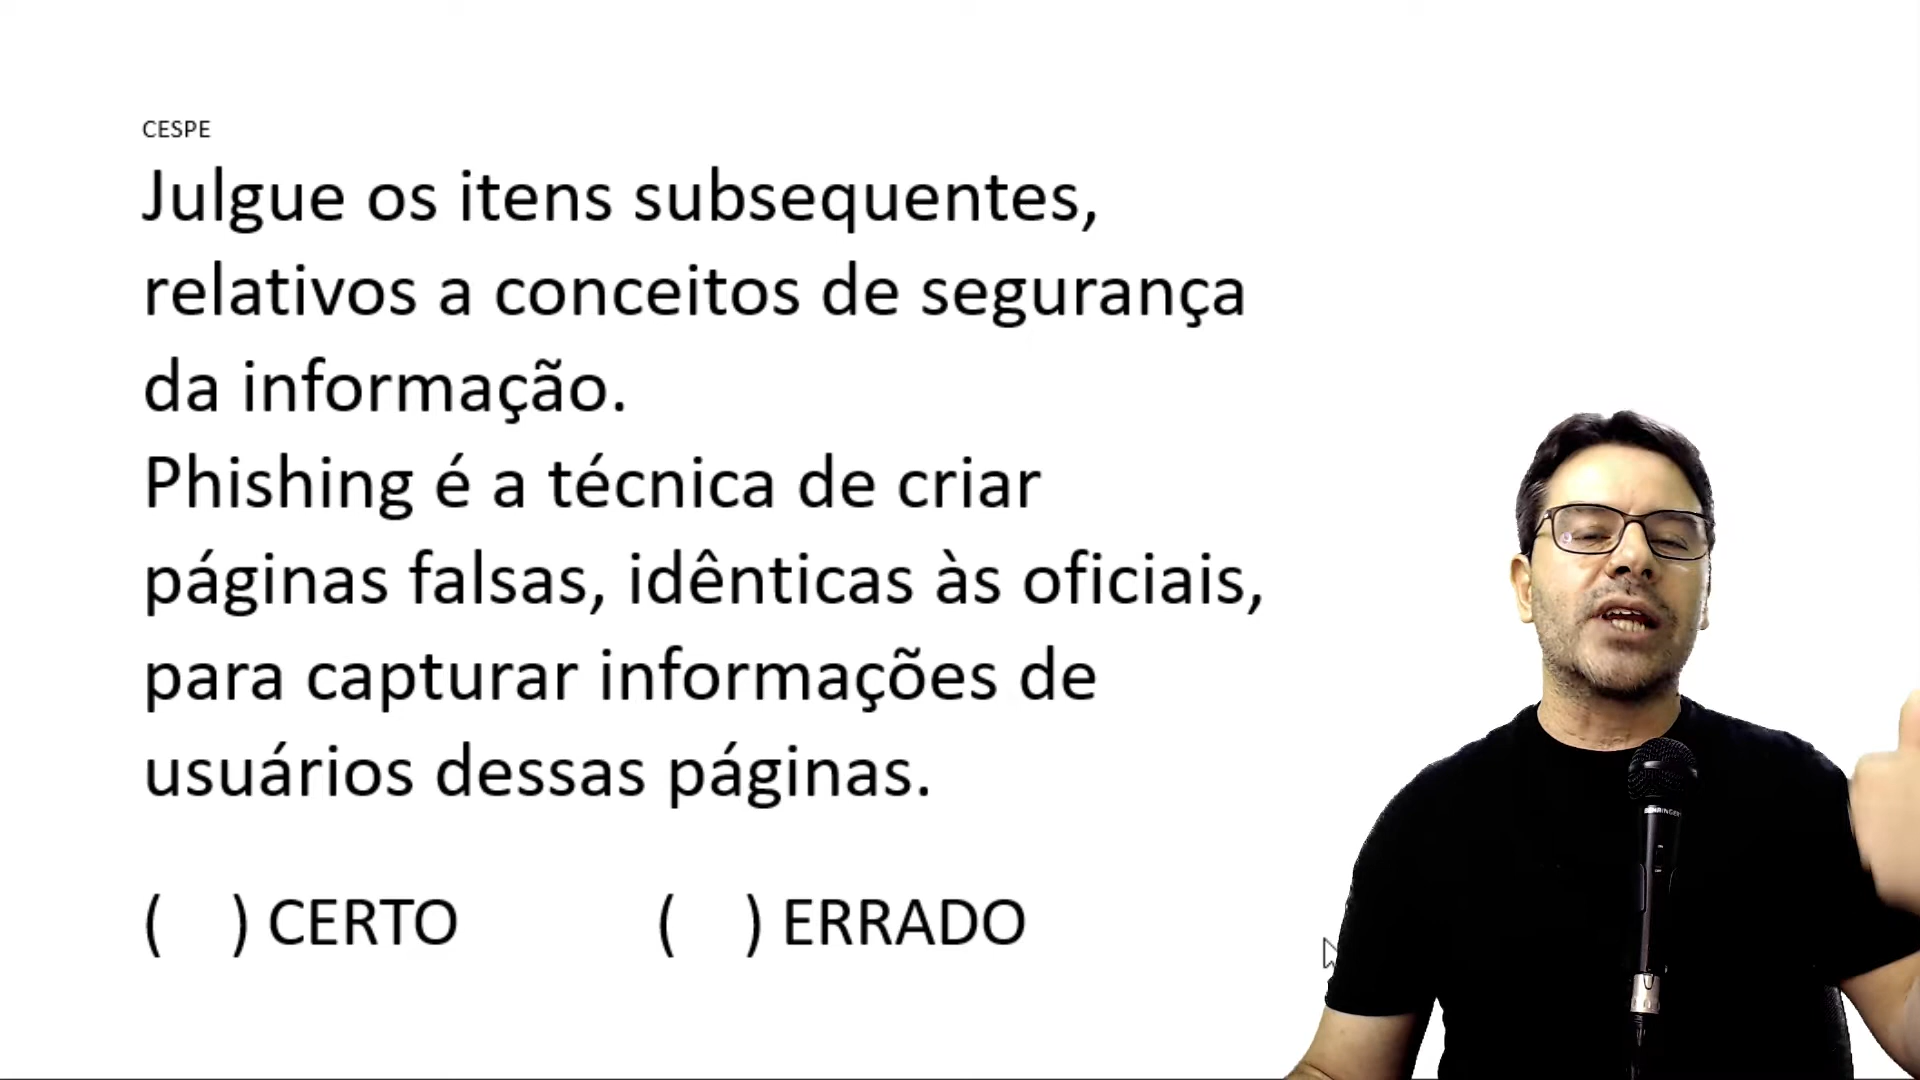 CESPE
Julgue os itens subsequentes,
relativos a conceitos de segurança
da informação.
Phishing é a técnica de criar
páginas falsas, idênticas às oficiais,
para capturar informações de
usuários dessas páginas.
( ) CERTO ( ) ERRADO
BEHRINGER